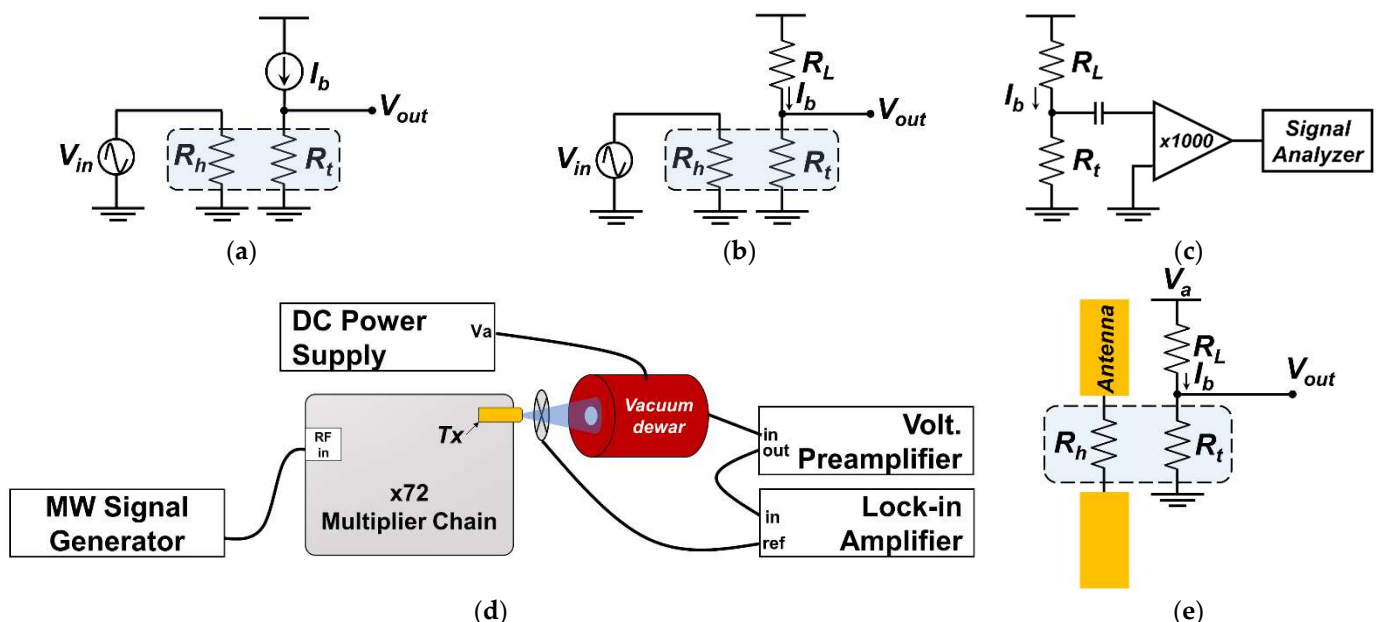 I_b
V_out
V_in
R_h
R_t
(a)
R_L
I_b
V_out
V_in
R_h
R_t
(b)
R_L
I_b
R_t
x1000
Signal
Analyzer
(c)
DC Power
Supply
Va
Tx
Vacuum
dewar
RF
in
x72
Multiplier Chain
MW Signal
Generator
in
out
Volt.
Preamplifier
in
ref
Lock-in
Amplifier
(d)
V_a
Antenna
R_L
I_b
V_out
R_h
R_t
(e)